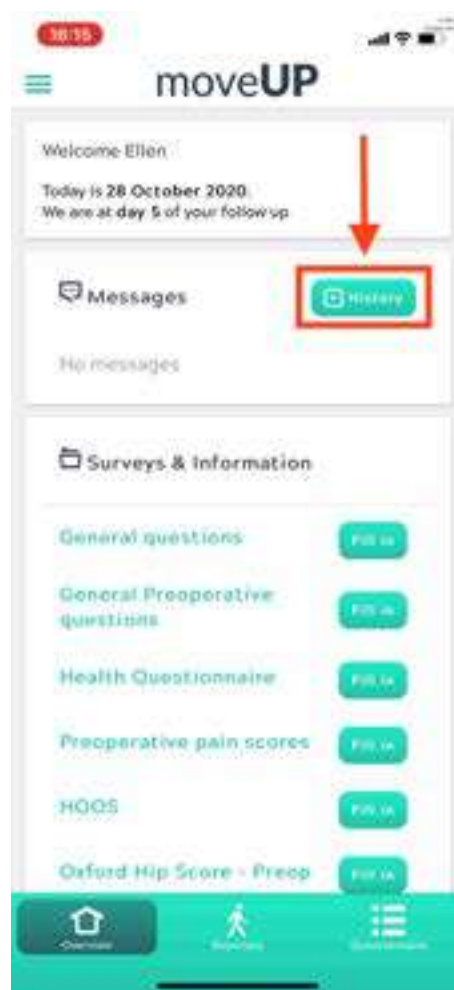 16:15
moveUP
Welcome Ellen
Today is 28 October 2020.
We are at day 5 of your follow up
Messages
History
No messages
Surveys & Information
General questions
Fill in
General Preoperative
questions
Fill in
Health Questionnaire
Fill in
Preoperative pain scores
Fill in
HOOS
Fill in
Oxford Hip Score - Preop
Fill in
Overview